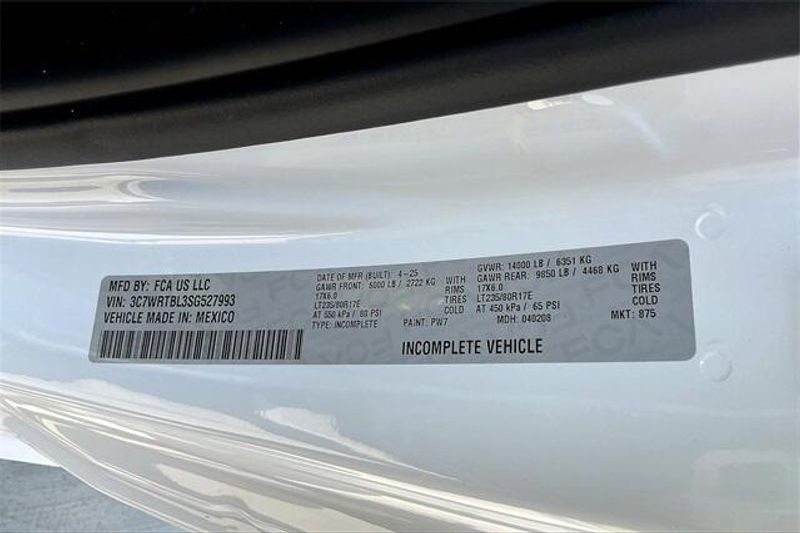 MFD BY: FCA US LLC
VIN: 3C7WRTBL3SG527993
VEHICLE MADE IN: MEXICO
DATE OF MFR (BUILT): 4-25
GAWR FRONT: 6000 LB / 2722 KG WITH
17X6.0 RIMS
LT235/80R17E TIRES
AT 550 kPa / 80 PSI COLD
TYPE: INCOMPLETE PAINT: PW7
GVWR: 14000 LB / 6351 KG
GAWR REAR: 9850 LB / 4468 KG WITH
17X6.0 RIMS
LT235/80R17E TIRES
AT 450 kPa / 65 PSI COLD
MDH: 040208 MKT: 875
INCOMPLETE VEHICLE